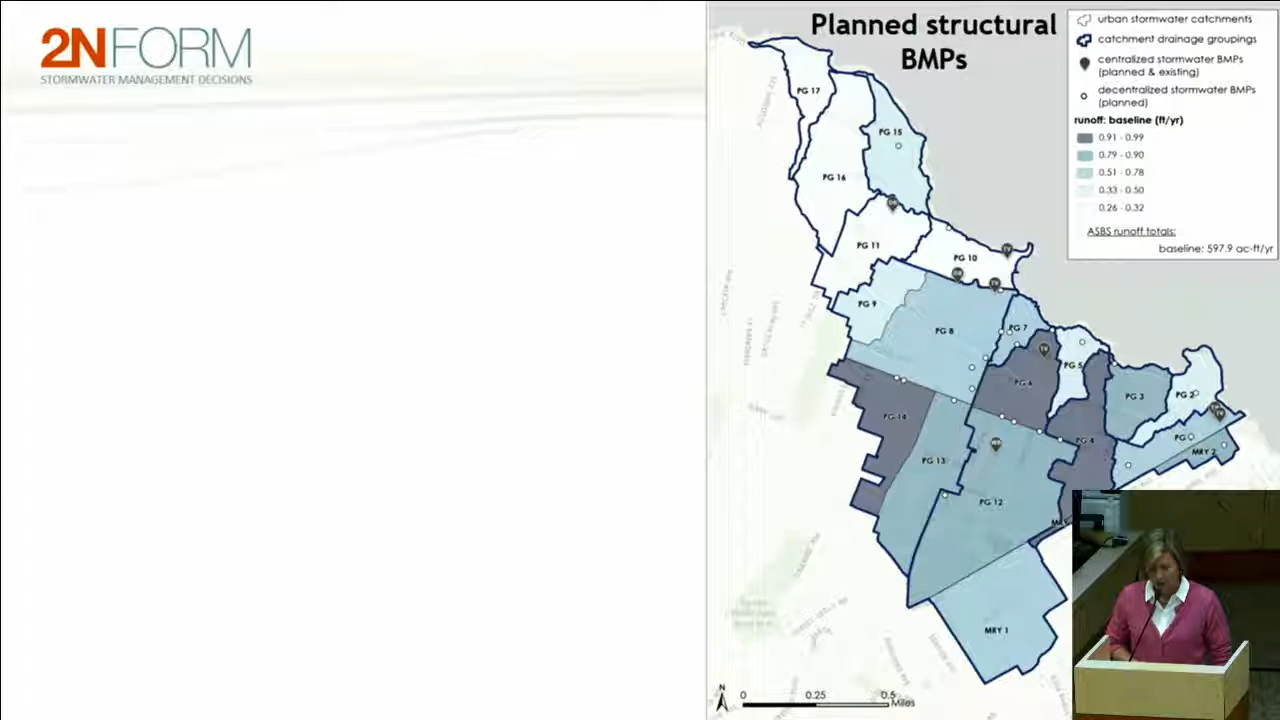 2NFORM
STORMWATER MANAGEMENT DECISIONS
Planned structural
BMPs
urban stormwater catchments
catchment drainage groupings
centralized stormwater BMPs
(planned & existing)
decentralized stormwater BMPs
(planned)
runoff: baseline (ft/yr)
0.91 - 0.99
0.79 - 0.90
0.51 - 0.78
0.33 - 0.50
0.26 - 0.32
ASBS runoff totals:
baseline: 597.9 ac-ft/yr
PG 17
PG 15
PG 16
PG 11
PG 10
PG 9
PG 8
PG 7
PG 5
PG 6
PG 3
PG 2
PG 14
PG 4
PG
MRY 2
PG 13
PG 12
MRY 1
N
0
0.25
0.5
Miles